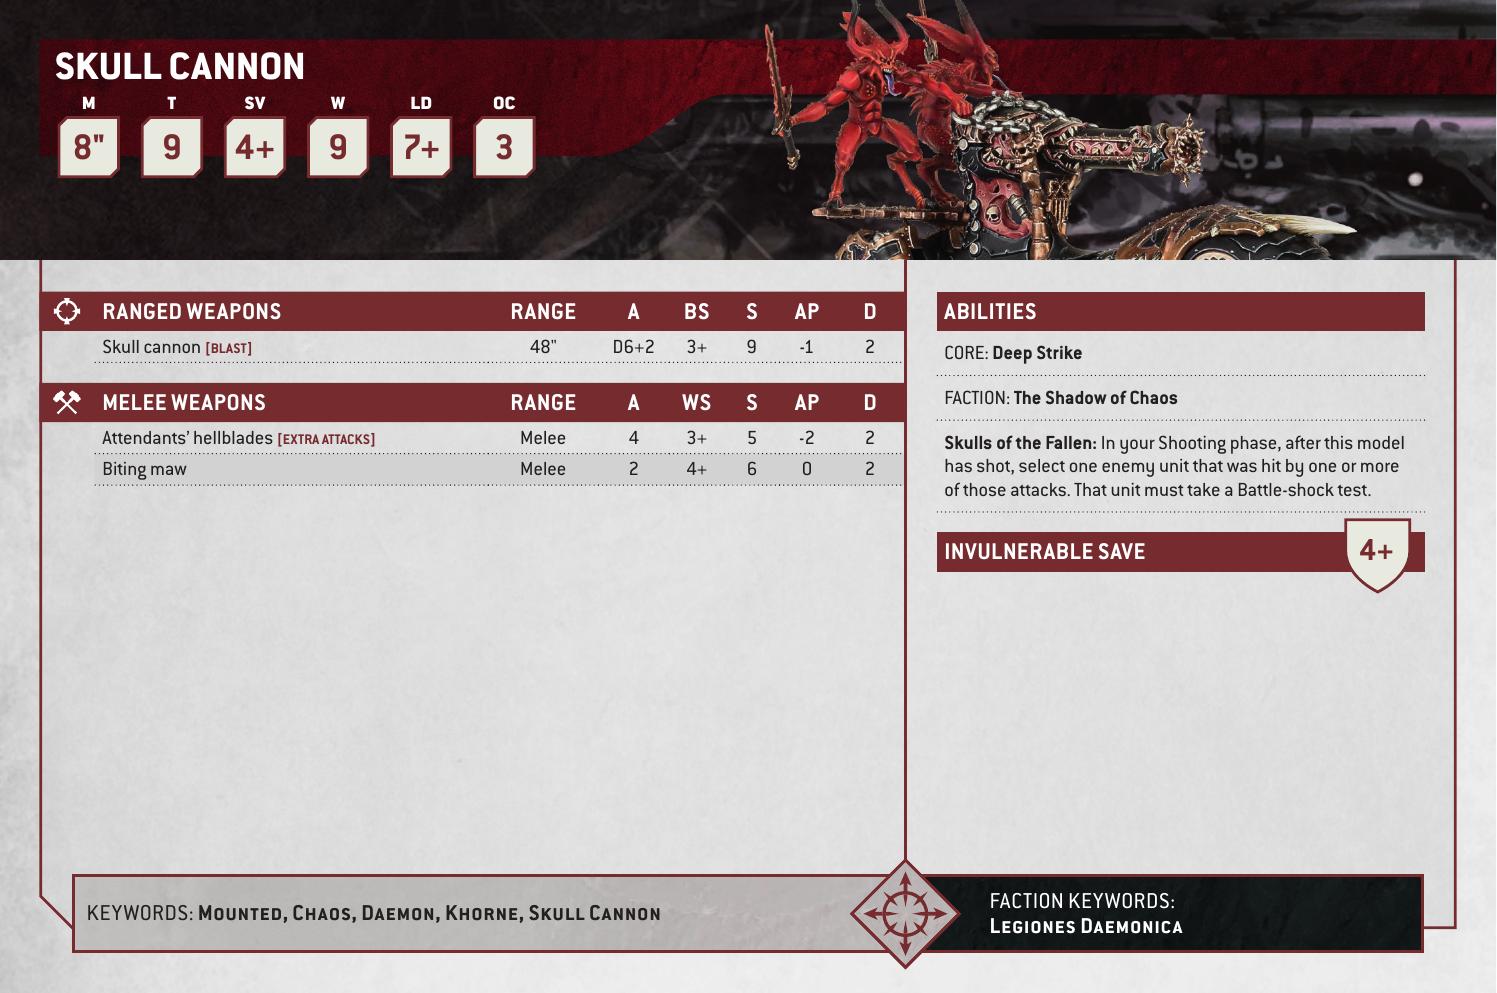 SKULL CANNON
M T SV W LD OC
8" 9 4+ 9 7+ 3
RANGED WEAPONS RANGE A BS S AP D
Skull cannon [BLAST] 48" D6+2 3+ 9 -1 2
MELEE WEAPONS RANGE A WS S AP D
Attendants’ hellblades [EXTRA ATTACKS] Melee 4 3+ 5 -2 2
Biting maw Melee 2 4+ 6 0 2
ABILITIES
CORE: Deep Strike
FACTION: The Shadow of Chaos
Skulls of the Fallen: In your Shooting phase, after this model
has shot, select one enemy unit that was hit by one or more
of those attacks. That unit must take a Battle-shock test.
INVULNERABLE SAVE 4+
KEYWORDS: Mounted, Chaos, Daemon, Khorne, Skull Cannon
FACTION KEYWORDS:
Legiones Daemonica